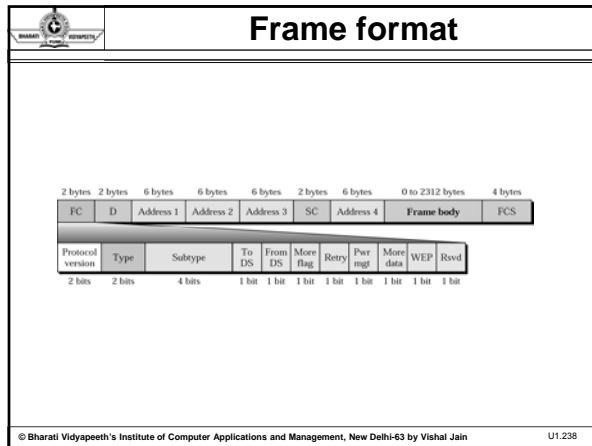 BHARATI VIDYAPEETH
Frame format
2 bytes 2 bytes 6 bytes 6 bytes 6 bytes 2 bytes 6 bytes 0 to 2312 bytes 4 bytes
FC D Address 1 Address 2 Address 3 SC Address 4 Frame body FCS
Protocol version Type Subtype To DS From DS More flag Retry Pwr mgt More data WEP Rsvd
2 bits 2 bits 4 bits 1 bit 1 bit 1 bit 1 bit 1 bit 1 bit 1 bit 1 bit
© Bharati Vidyapeeth's Institute of Computer Applications and Management, New Delhi-63 by Vishal Jain U1.238